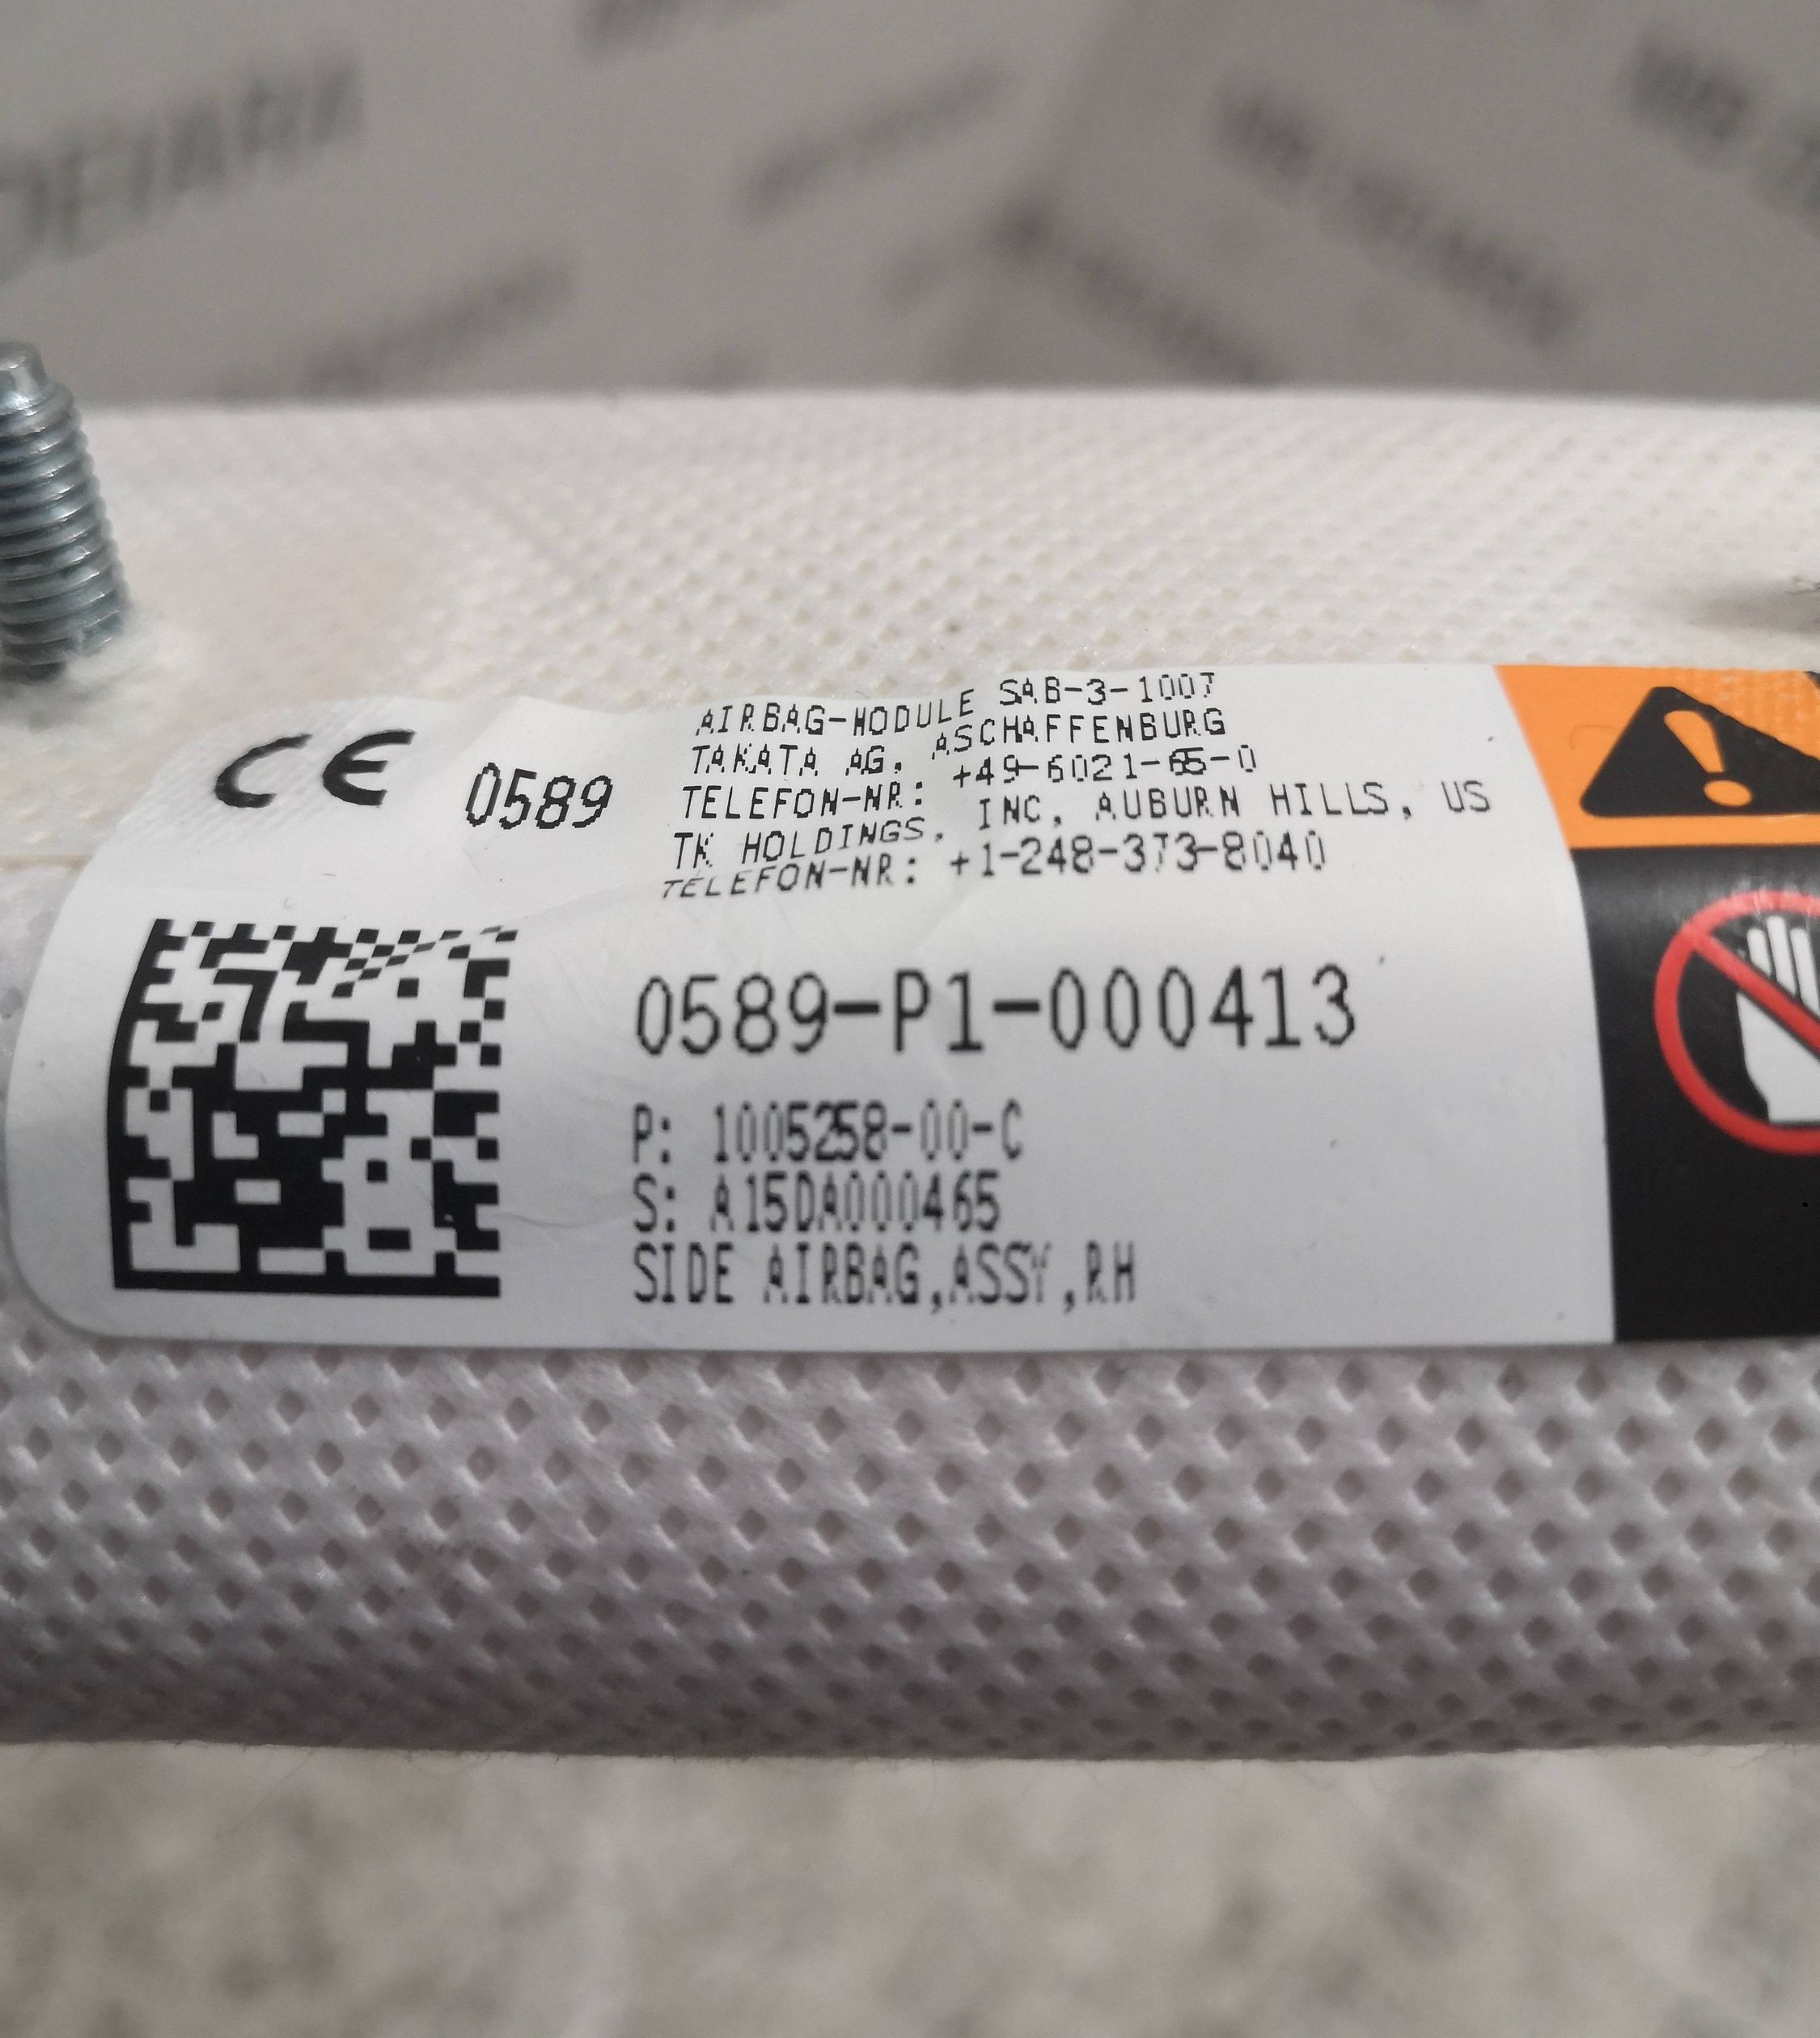 CE 0589
AIRBAG-MODULE SAB-3-1007
TAKATA AG, ASCHAFFENBURG
TELEFON-NR: +49-6021-65-0
TK HOLDINGS, INC, AUBURN HILLS, US
TELEFON-NR: +1-248-373-8040
0589-P1-000413
P: 1005258-00-C
S: A15DA000465
SIDE AIRBAG,ASSY,RH